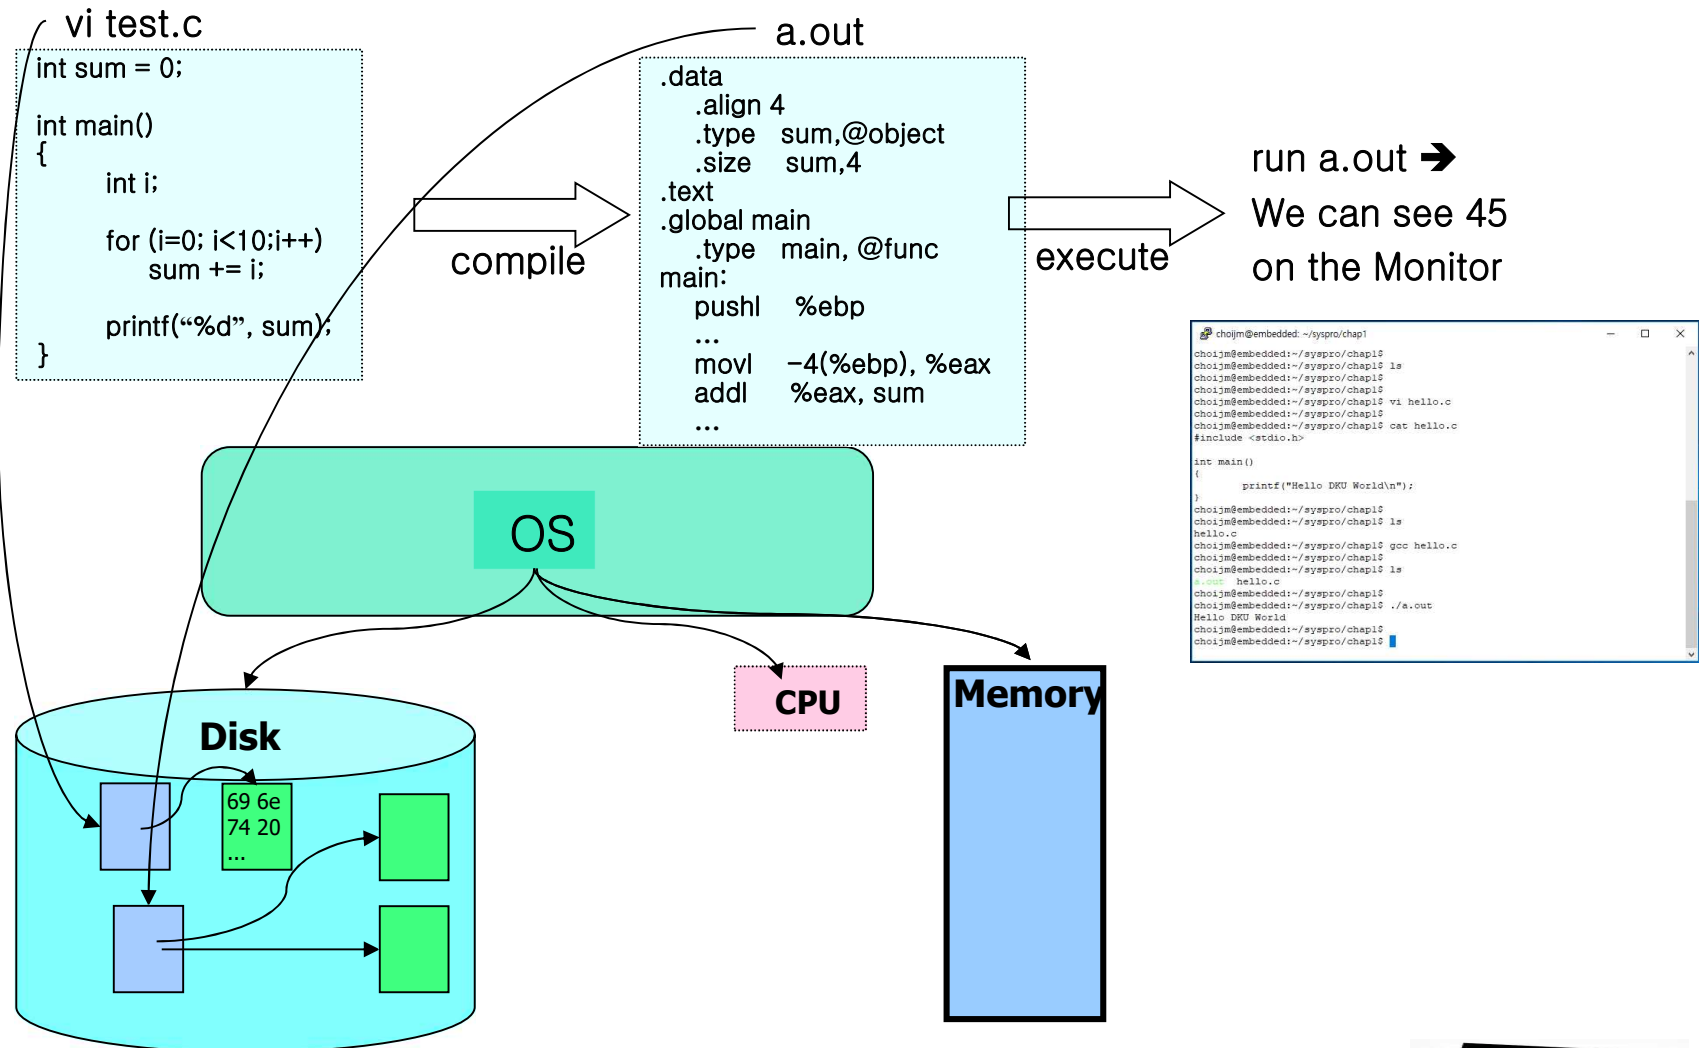 vi test.c
int sum = 0;
int main()
{
int i;
for (i=0; i<10;i++)
sum += i;
printf(“%d”, sum);
}
compile
a.out
.data
.align 4
.type sum,@object
.size sum,4
.text
.global main
.type main, @func
main:
pushl %ebp
...
movl -4(%ebp), %eax
addl %eax, sum
...
execute
run a.out ➔
We can see 45
on the Monitor
choijm@embedded: ~/syspro/chap1
choijm@embedded:~/syspro/chap1$
choijm@embedded:~/syspro/chap1$ ls
choijm@embedded:~/syspro/chap1$
choijm@embedded:~/syspro/chap1$
choijm@embedded:~/syspro/chap1$ vi hello.c
choijm@embedded:~/syspro/chap1$
choijm@embedded:~/syspro/chap1$ cat hello.c
#include <stdio.h>
int main()
{
printf("Hello DKU World\n");
}
choijm@embedded:~/syspro/chap1$
choijm@embedded:~/syspro/chap1$ ls
hello.c
choijm@embedded:~/syspro/chap1$ gcc hello.c
choijm@embedded:~/syspro/chap1$
choijm@embedded:~/syspro/chap1$ ls
a.out hello.c
choijm@embedded:~/syspro/chap1$
choijm@embedded:~/syspro/chap1$ ./a.out
Hello DKU World
choijm@embedded:~/syspro/chap1$
choijm@embedded:~/syspro/chap1$
OS
Disk
69 6e
74 20
...
CPU
Memory